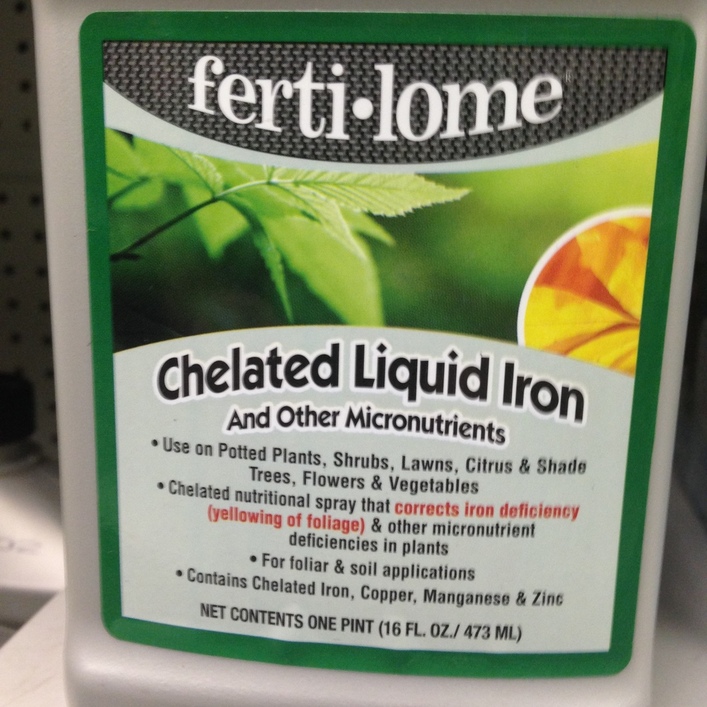 ferti•lome
Chelated Liquid Iron
And Other Micronutrients
• Use on Potted Plants, Shrubs, Lawns, Citrus & Shade
Trees, Flowers & Vegetables
• Chelated nutritional spray that corrects iron deficiency
(yellowing of foliage) & other micronutrient
deficiencies in plants
• For foliar & soil applications
• Contains Chelated Iron, Copper, Manganese & Zinc
NET CONTENTS ONE PINT (16 FL. OZ./ 473 ML)